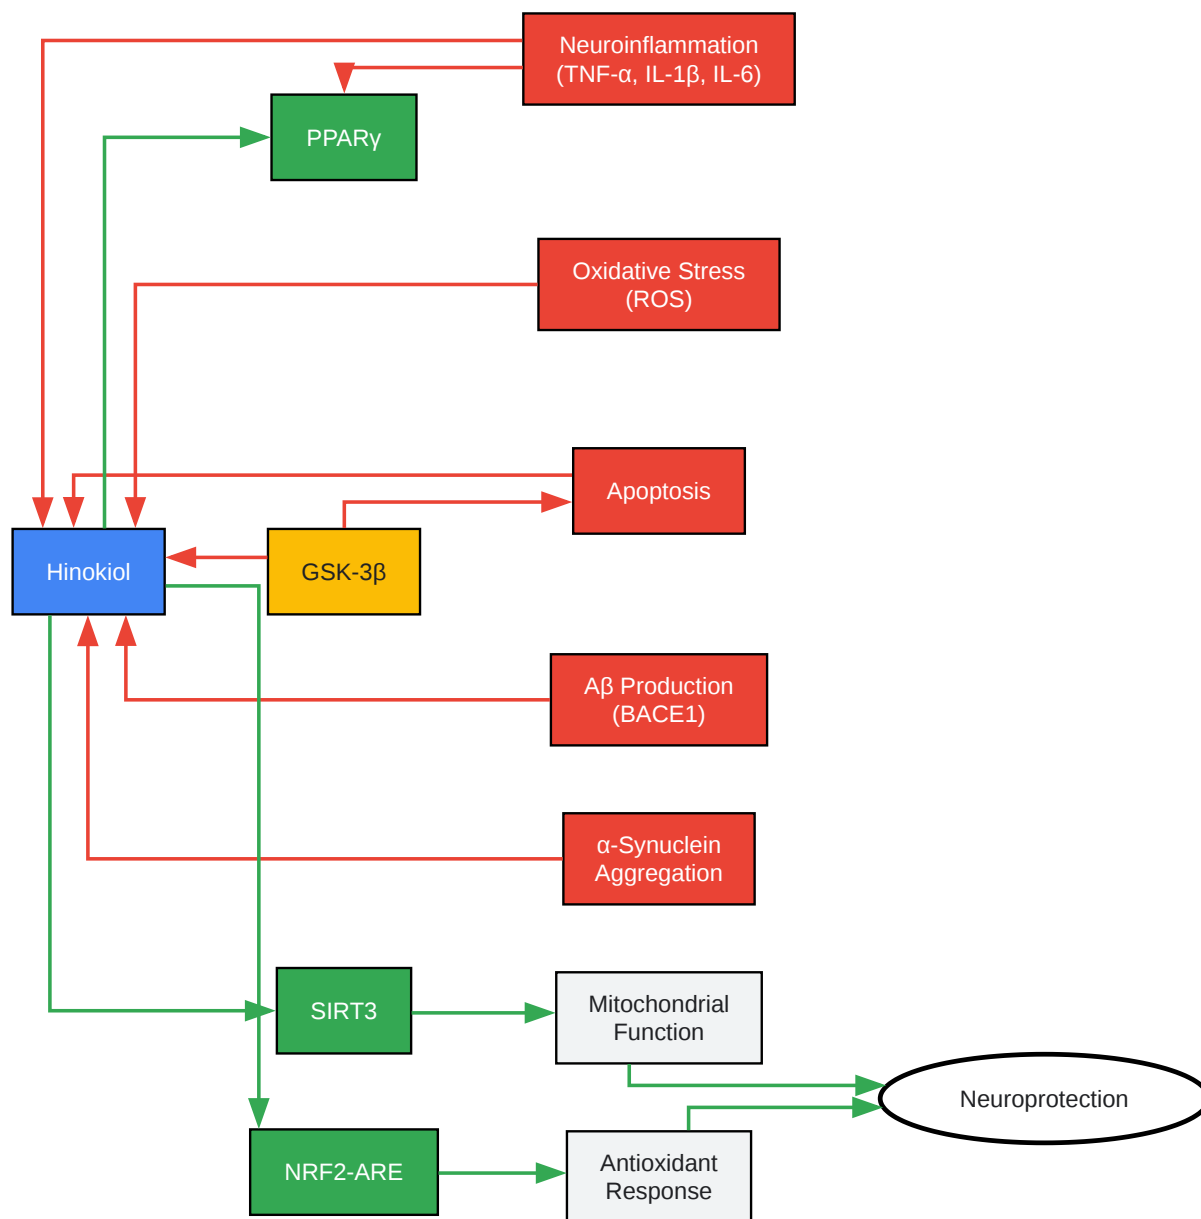 Neuroinflammation
(TNF-α, IL-1β, IL-6)
PPARγ
Oxidative Stress
(ROS)
Apoptosis
Hinokiol
GSK-3β
Aβ Production
(BACE1)
α-Synuclein
Aggregation
SIRT3
Mitochondrial
Function
Neuroprotection
NRF2-ARE
Antioxidant
Response